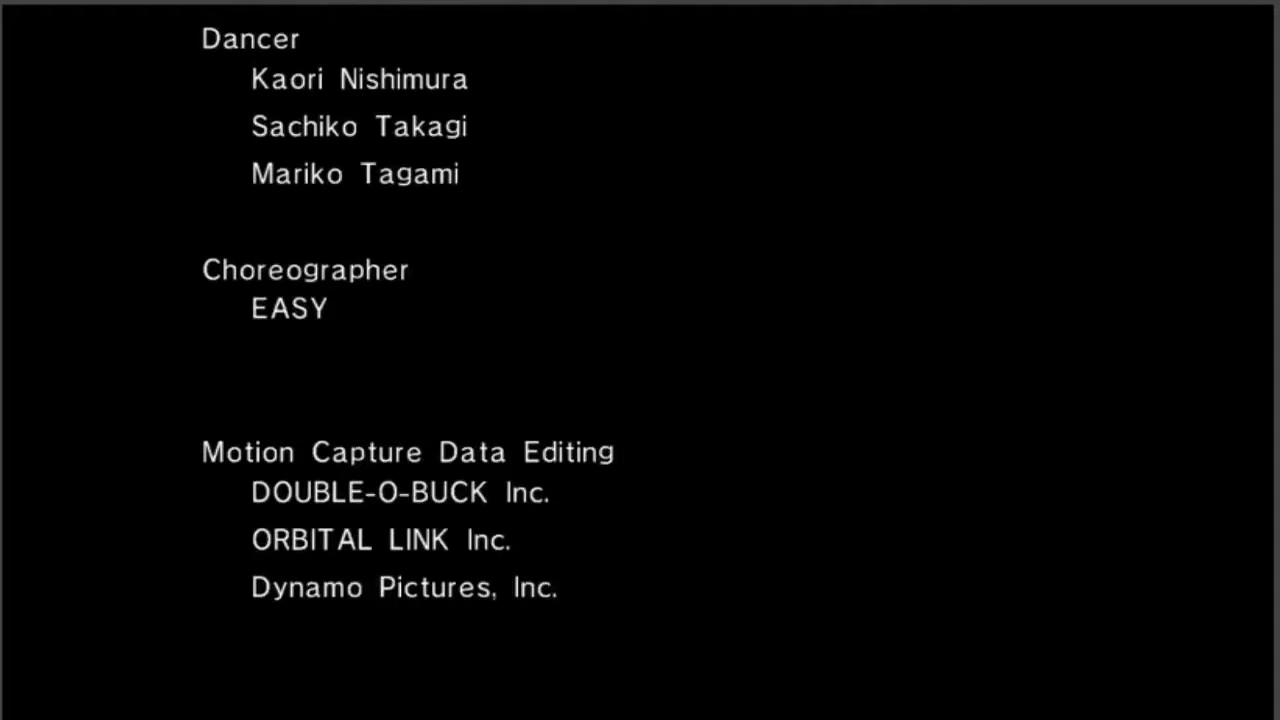 Dancer
Kaori Nishimura
Sachiko Takagi
Mariko Tagami
Choreographer
EASY
Motion Capture Data Editing
DOUBLE-O-BUCK Inc.
ORBITAL LINK Inc.
Dynamo Pictures, Inc.